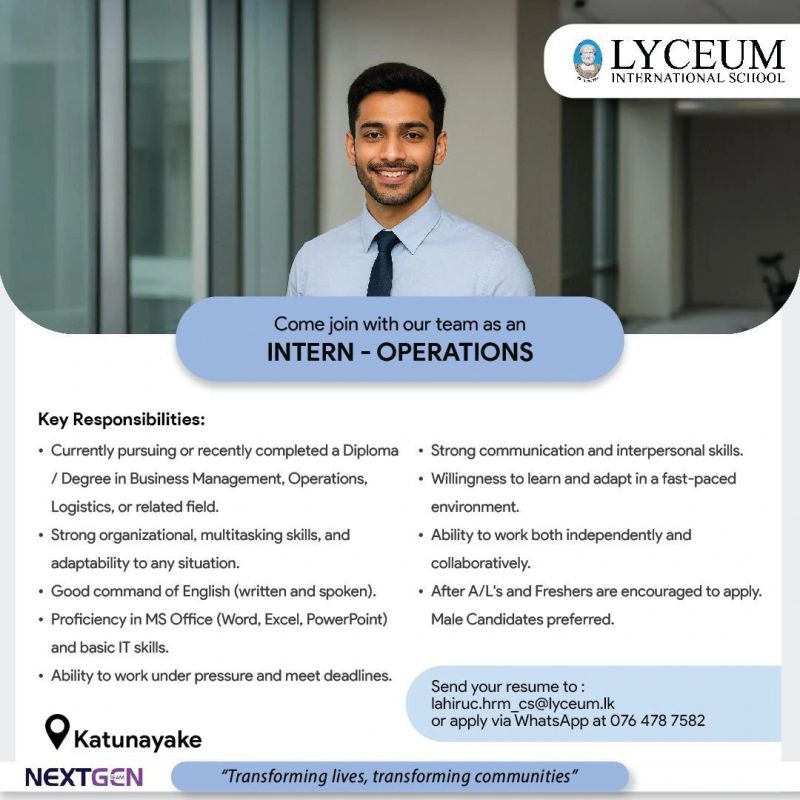 LYCEUM
INTERNATIONAL SCHOOL
Come join with our team as an
INTERN - OPERATIONS
Key Responsibilities:
• Currently pursuing or recently completed a Diploma
/ Degree in Business Management, Operations,
Logistics, or related field.
• Strong organizational, multitasking skills, and
adaptability to any situation.
• Good command of English (written and spoken).
• Proficiency in MS Office (Word, Excel, PowerPoint)
and basic IT skills.
• Ability to work under pressure and meet deadlines.
• Strong communication and interpersonal skills.
• Willingness to learn and adapt in a fast-paced
environment.
• Ability to work both independently and
collaboratively.
• After A/L's and Freshers are encouraged to apply.
Male Candidates preferred.
Send your resume to :
lahiruc.hrm_cs@lyceum.lk
or apply via WhatsApp at 076 478 7582
Katunayake
NEXTGEN
TEAM
“Transforming lives, transforming communities”